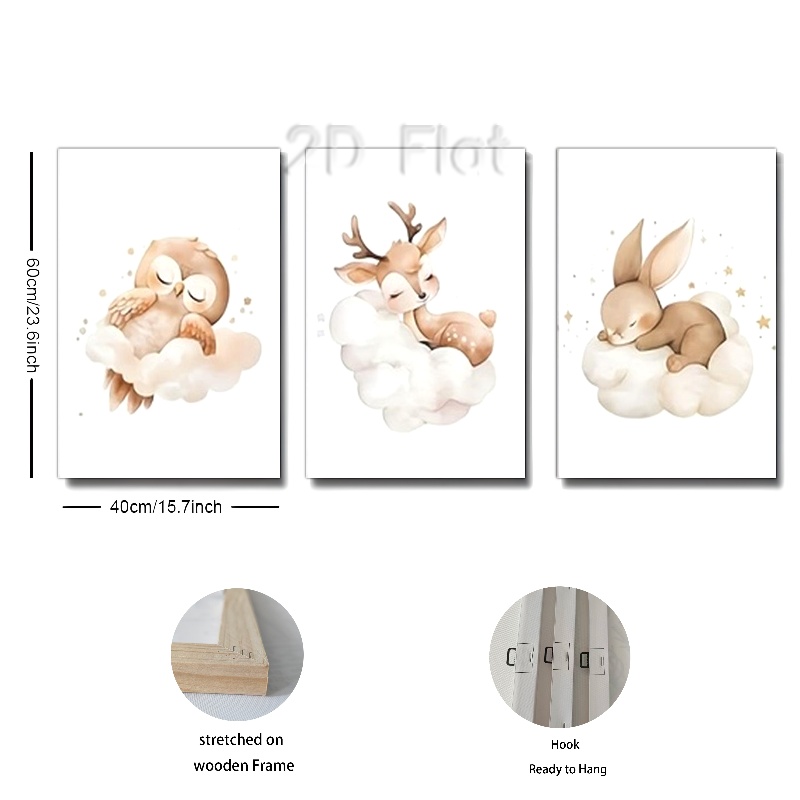 2D Flat
60cm/23.6inch
40cm/15.7inch
stretched on
wooden Frame
Hook
Ready to Hang